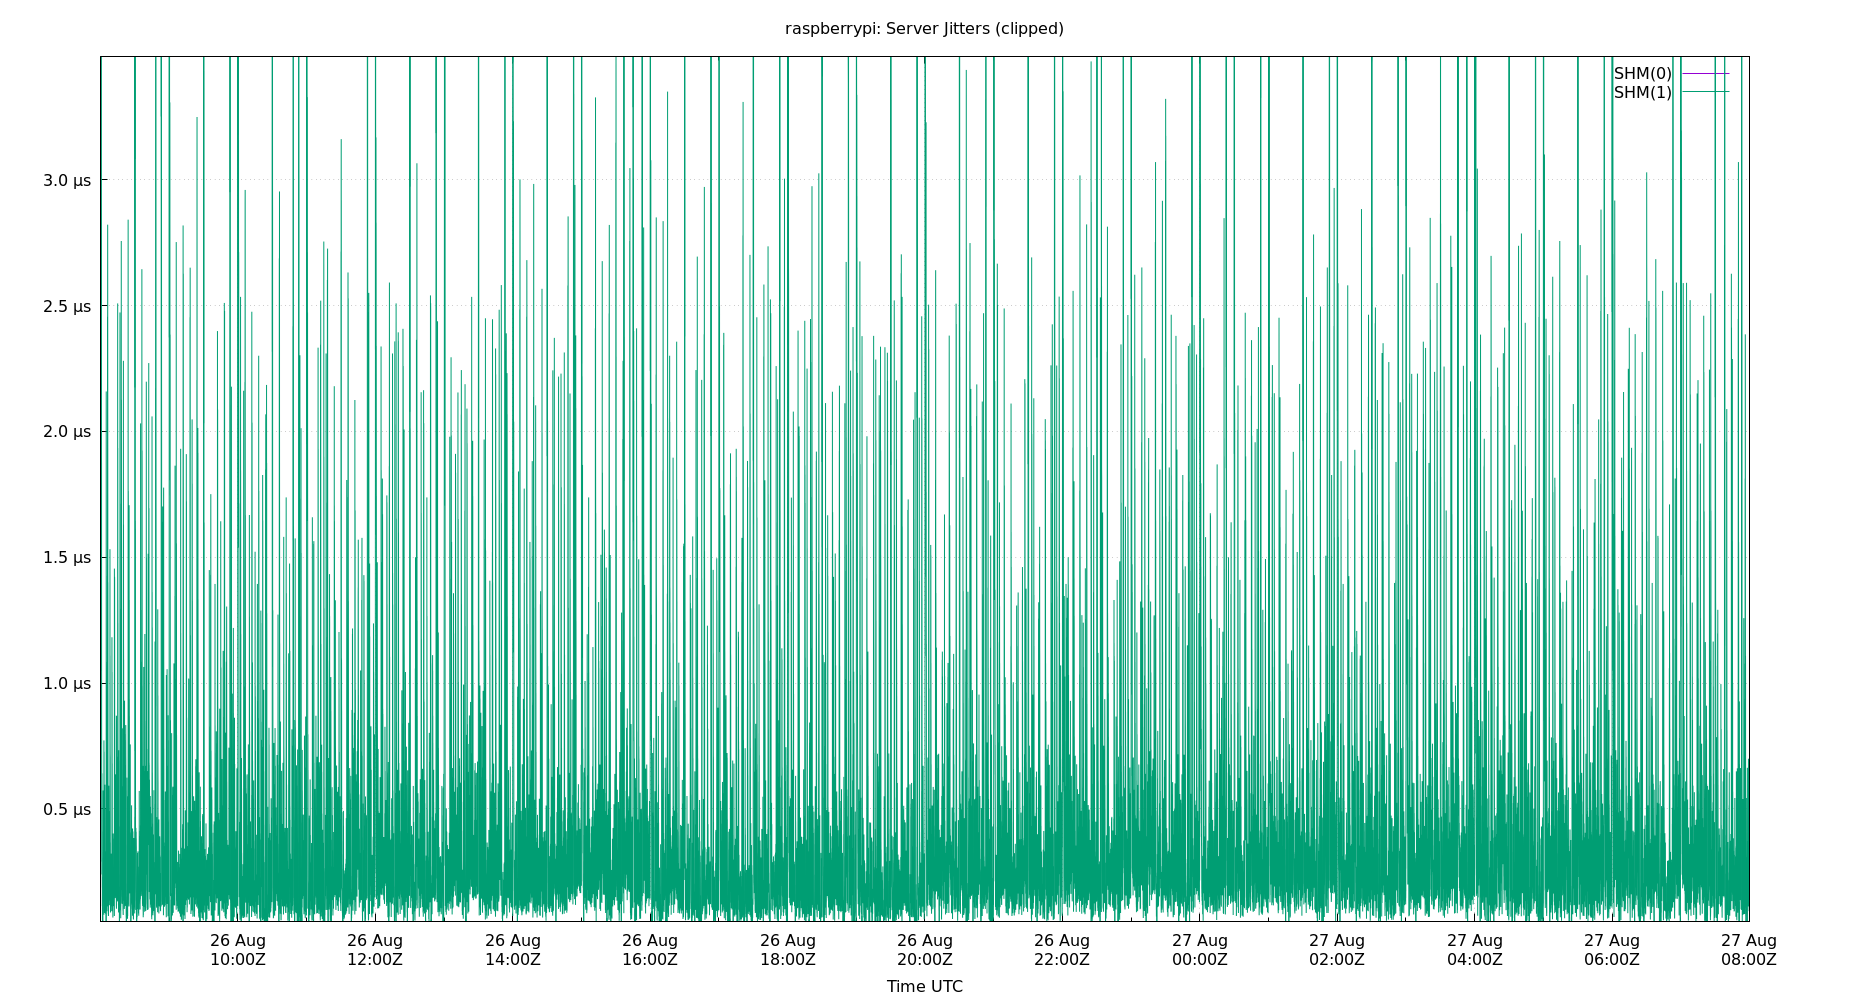 raspberrypi: Server Jitters (clipped)
SHM(0)
SHM(1)
3.0 µs
2.5 µs
2.0 µs
1.5 µs
1.0 µs
0.5 µs
26 Aug 26 Aug 26 Aug 26 Aug 26 Aug 26 Aug 26 Aug 27 Aug 27 Aug 27 Aug 27 Aug 27 Aug
10:00Z 12:00Z 14:00Z 16:00Z 18:00Z 20:00Z 22:00Z 00:00Z 02:00Z 04:00Z 06:00Z 08:00Z
Time UTC